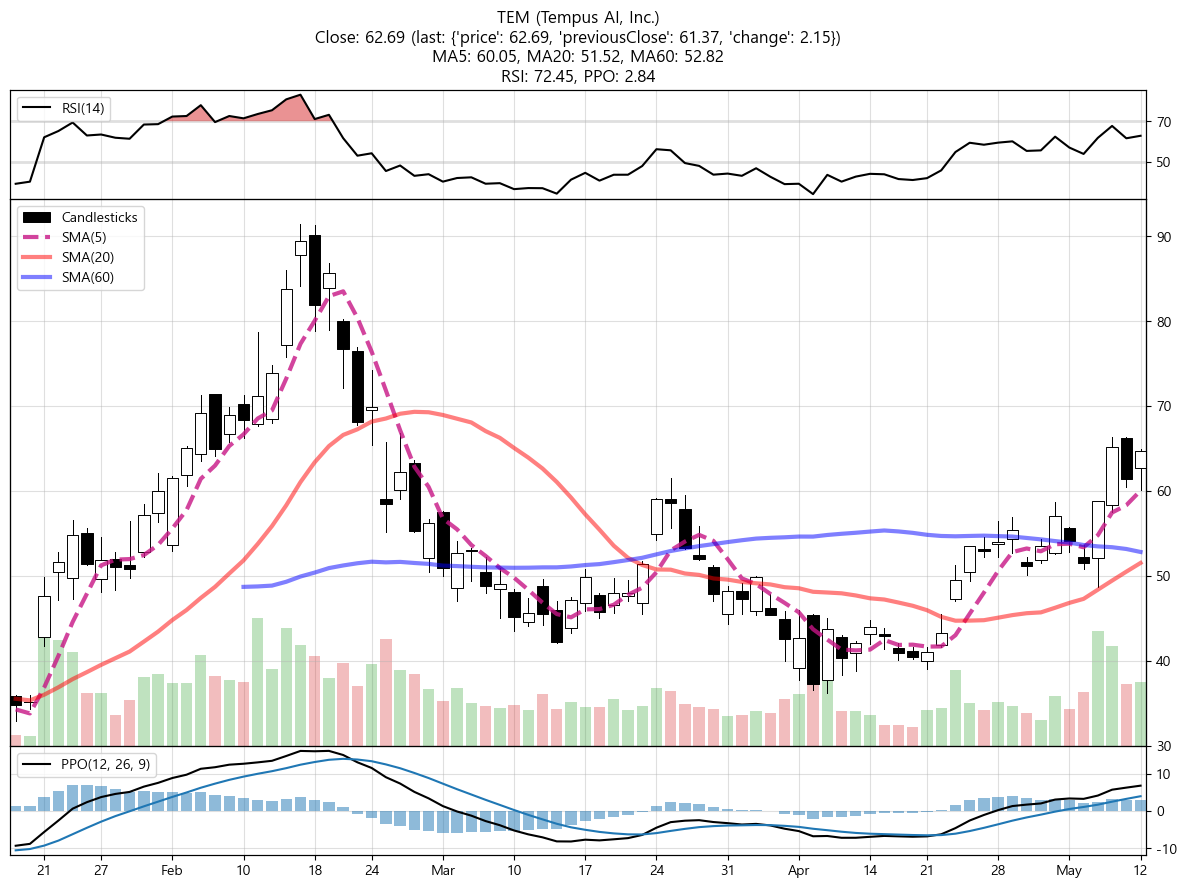 TEM (Tempus AI, Inc.)
Close: 62.69 (last: {'price': 62.69, 'previousClose': 61.37, 'change': 2.15})
MA5: 60.05, MA20: 51.52, MA60: 52.82
RSI: 72.45, PPO: 2.84
RSI(14)
70
50
Candlesticks
SMA(5)
SMA(20)
SMA(60)
90
80
70
60
50
40
30
PPO(12, 26, 9)
10
0
-10
21 27 Feb 10 18 24 Mar 10 17 24 31 Apr 14 21 28 May 12